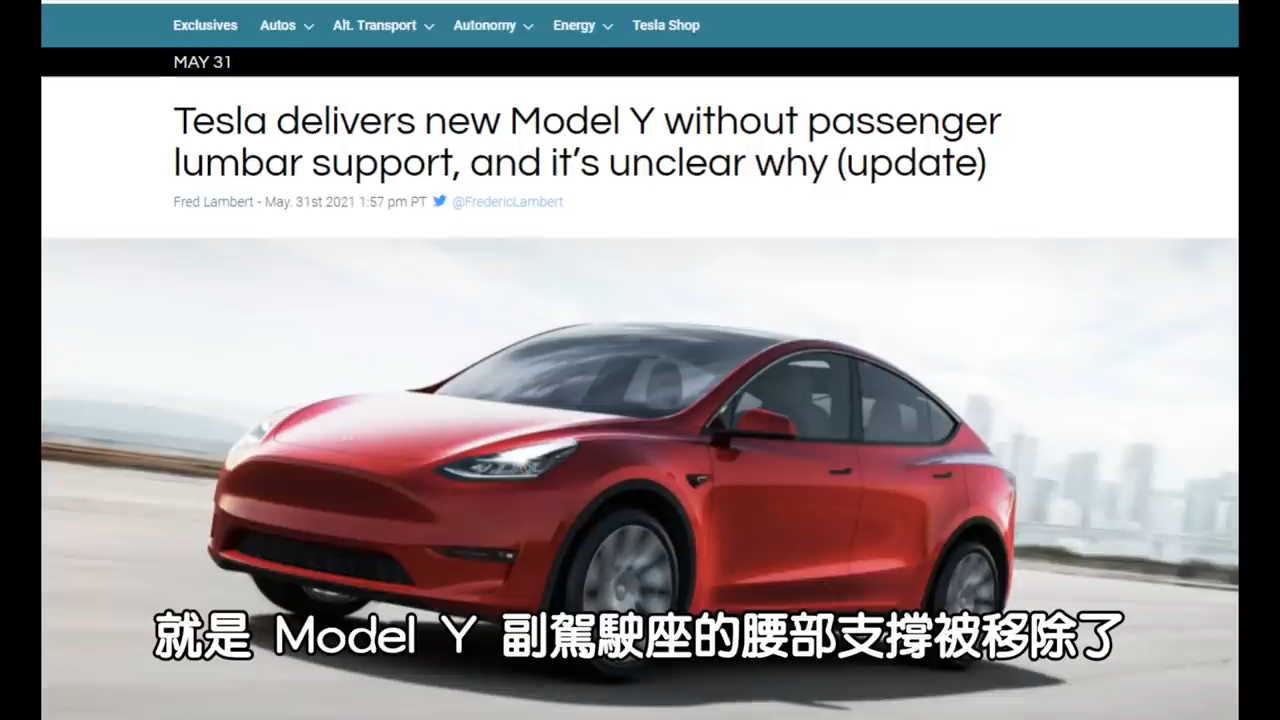 Exclusives Autos Alt. Transport Autonomy Energy Tesla Shop
MAY 31
Tesla delivers new Model Y without passenger
lumbar support, and it's unclear why (update)
Fred Lambert - May. 31st 2021 1:57 pm PT @FredericLambert
就是 Model Y 副駕駛座的腰部支撐被移除了